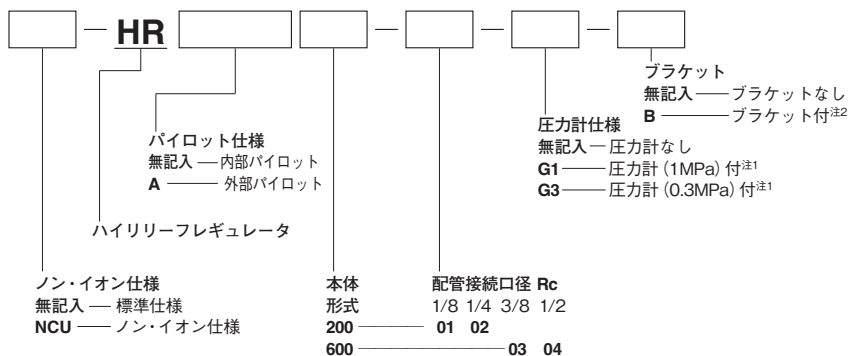 — HR — — —
ブラケット
無記入 ── ブラケットなし
B ── ブラケット付注2
圧力計仕様
無記入 ─ 圧力計なし
G1 ── 圧力計（1MPa）付注1
G3 ── 圧力計（0.3MPa）付注1
パイロット仕様
無記入 ─ 内部パイロット
A ── 外部パイロット
ハイリリーフレギュレータ
ノン・イオン仕様
無記入 ─ 標準仕様
NCU ── ノン・イオン仕様
本体 配管接続口径 Rc
形式 1/8 1/4 3/8 1/2
200 ── 01 02
600 ── 03 04